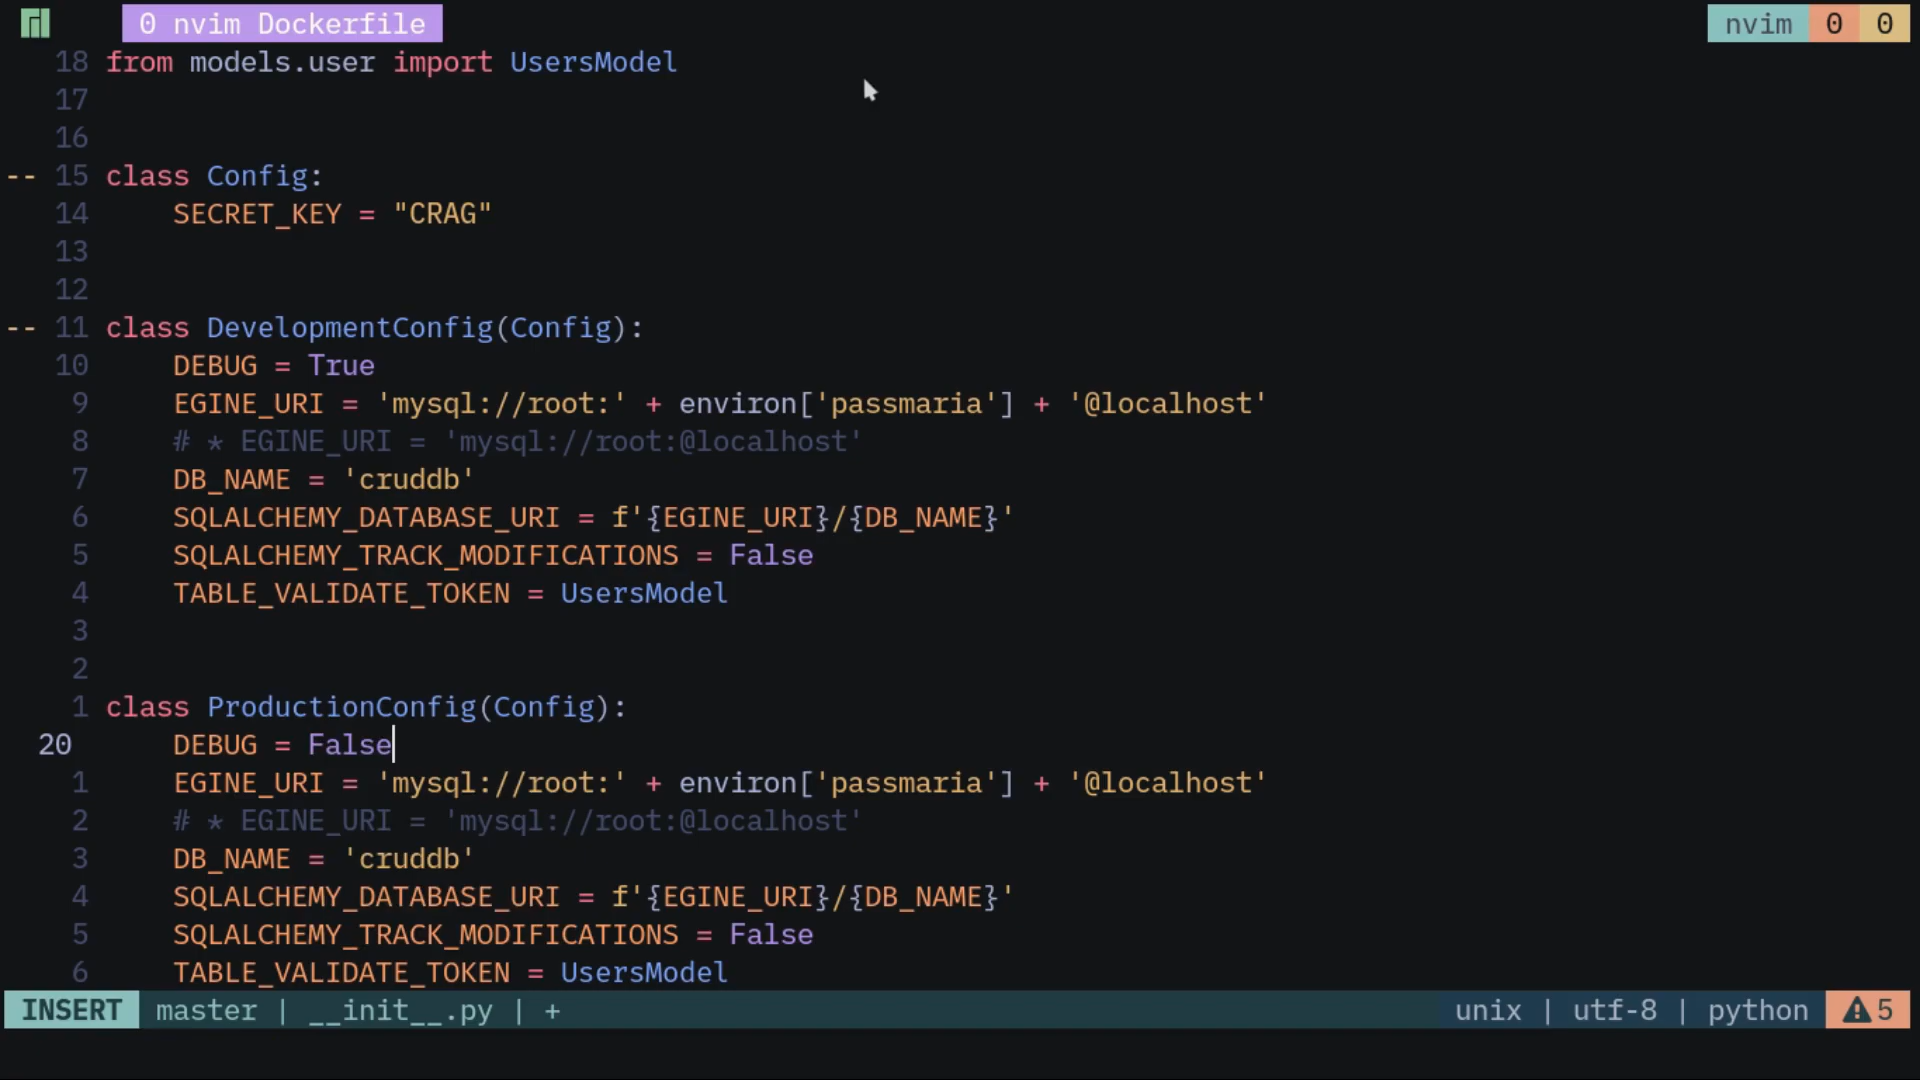 0 nvim Dockerfile nvim 0 0
18 from models.user import UsersModel
17
16
-- 15 class Config:
14 SECRET_KEY = "CRAG"
13
12
-- 11 class DevelopmentConfig(Config):
10 DEBUG = True
9 EGINE_URI = 'mysql://root:' + environ['passmaria'] + '@localhost'
8 # * EGINE_URI = 'mysql://root:@localhost'
7 DB_NAME = 'cruddb'
6 SQLALCHEMY_DATABASE_URI = f'{EGINE_URI}/{DB_NAME}'
5 SQLALCHEMY_TRACK_MODIFICATIONS = False
4 TABLE_VALIDATE_TOKEN = UsersModel
3
2
1 class ProductionConfig(Config):
20 DEBUG = False
1 EGINE_URI = 'mysql://root:' + environ['passmaria'] + '@localhost'
2 # * EGINE_URI = 'mysql://root:@localhost'
3 DB_NAME = 'cruddb'
4 SQLALCHEMY_DATABASE_URI = f'{EGINE_URI}/{DB_NAME}'
5 SQLALCHEMY_TRACK_MODIFICATIONS = False
6 TABLE_VALIDATE_TOKEN = UsersModel
INSERT master | __init__.py | + unix | utf-8 | python 5